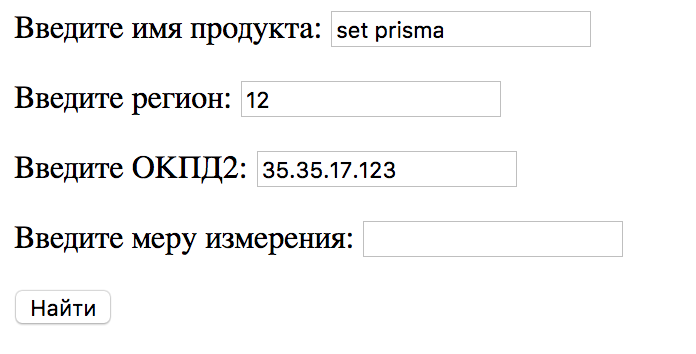 Введите имя продукта: set prisma
Введите регион: 12
Введите ОКПД2: 35.35.17.123
Введите меру измерения:
Найти